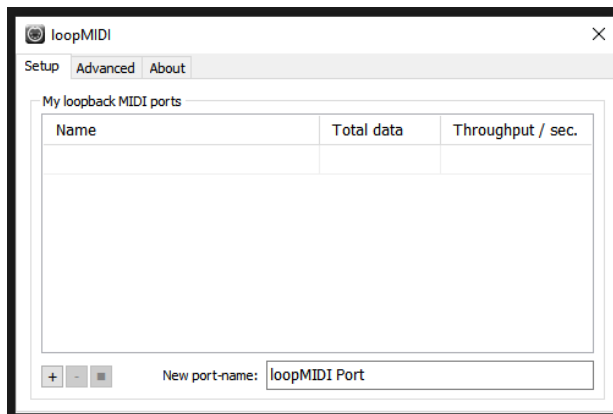 loopMIDI
Setup Advanced About
My loopback MIDI ports
Name Total data Throughput / sec.
+ - New port-name: loopMIDI Port